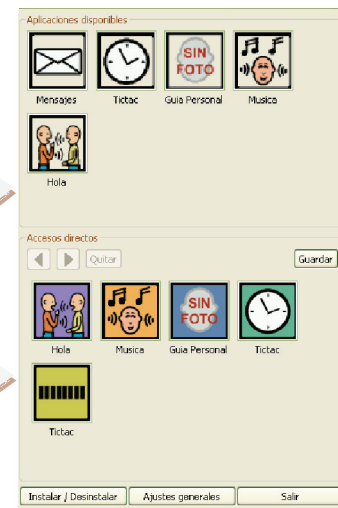 Aplicaciones disponibles
SIN
FOTO
Mensajes Tictac Guia Personal Musica
Hola
Accesos directos
Quitar Guardar
SIN
FOTO
Hola Musica Guia Personal Tictac
Tictac
Instalar / Desinstalar Ajustes generales Salir